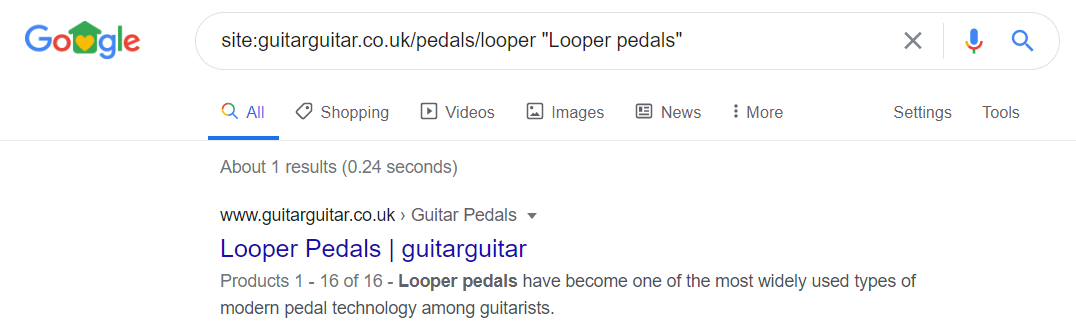 Google
site:guitarguitar.co.uk/pedals/looper "Looper pedals"
All Shopping Videos Images News More Settings Tools
About 1 results (0.24 seconds)
www.guitarguitar.co.uk › Guitar Pedals
Looper Pedals | guitarguitar
Products 1 - 16 of 16 - Looper pedals have become one of the most widely used types of
modern pedal technology among guitarists.